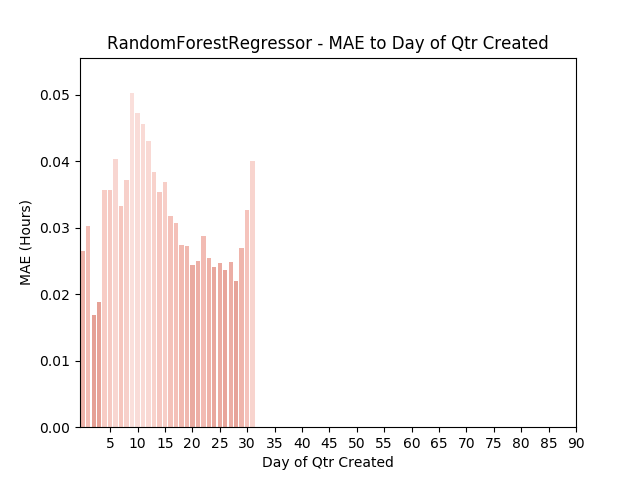 RandomForestRegressor - MAE to Day of Qtr Created
MAE (Hours)
0.05
0.04
0.03
0.02
0.01
0.00
5 10 15 20 25 30 35 40 45 50 55 60 65 70 75 80 85 90
Day of Qtr Created